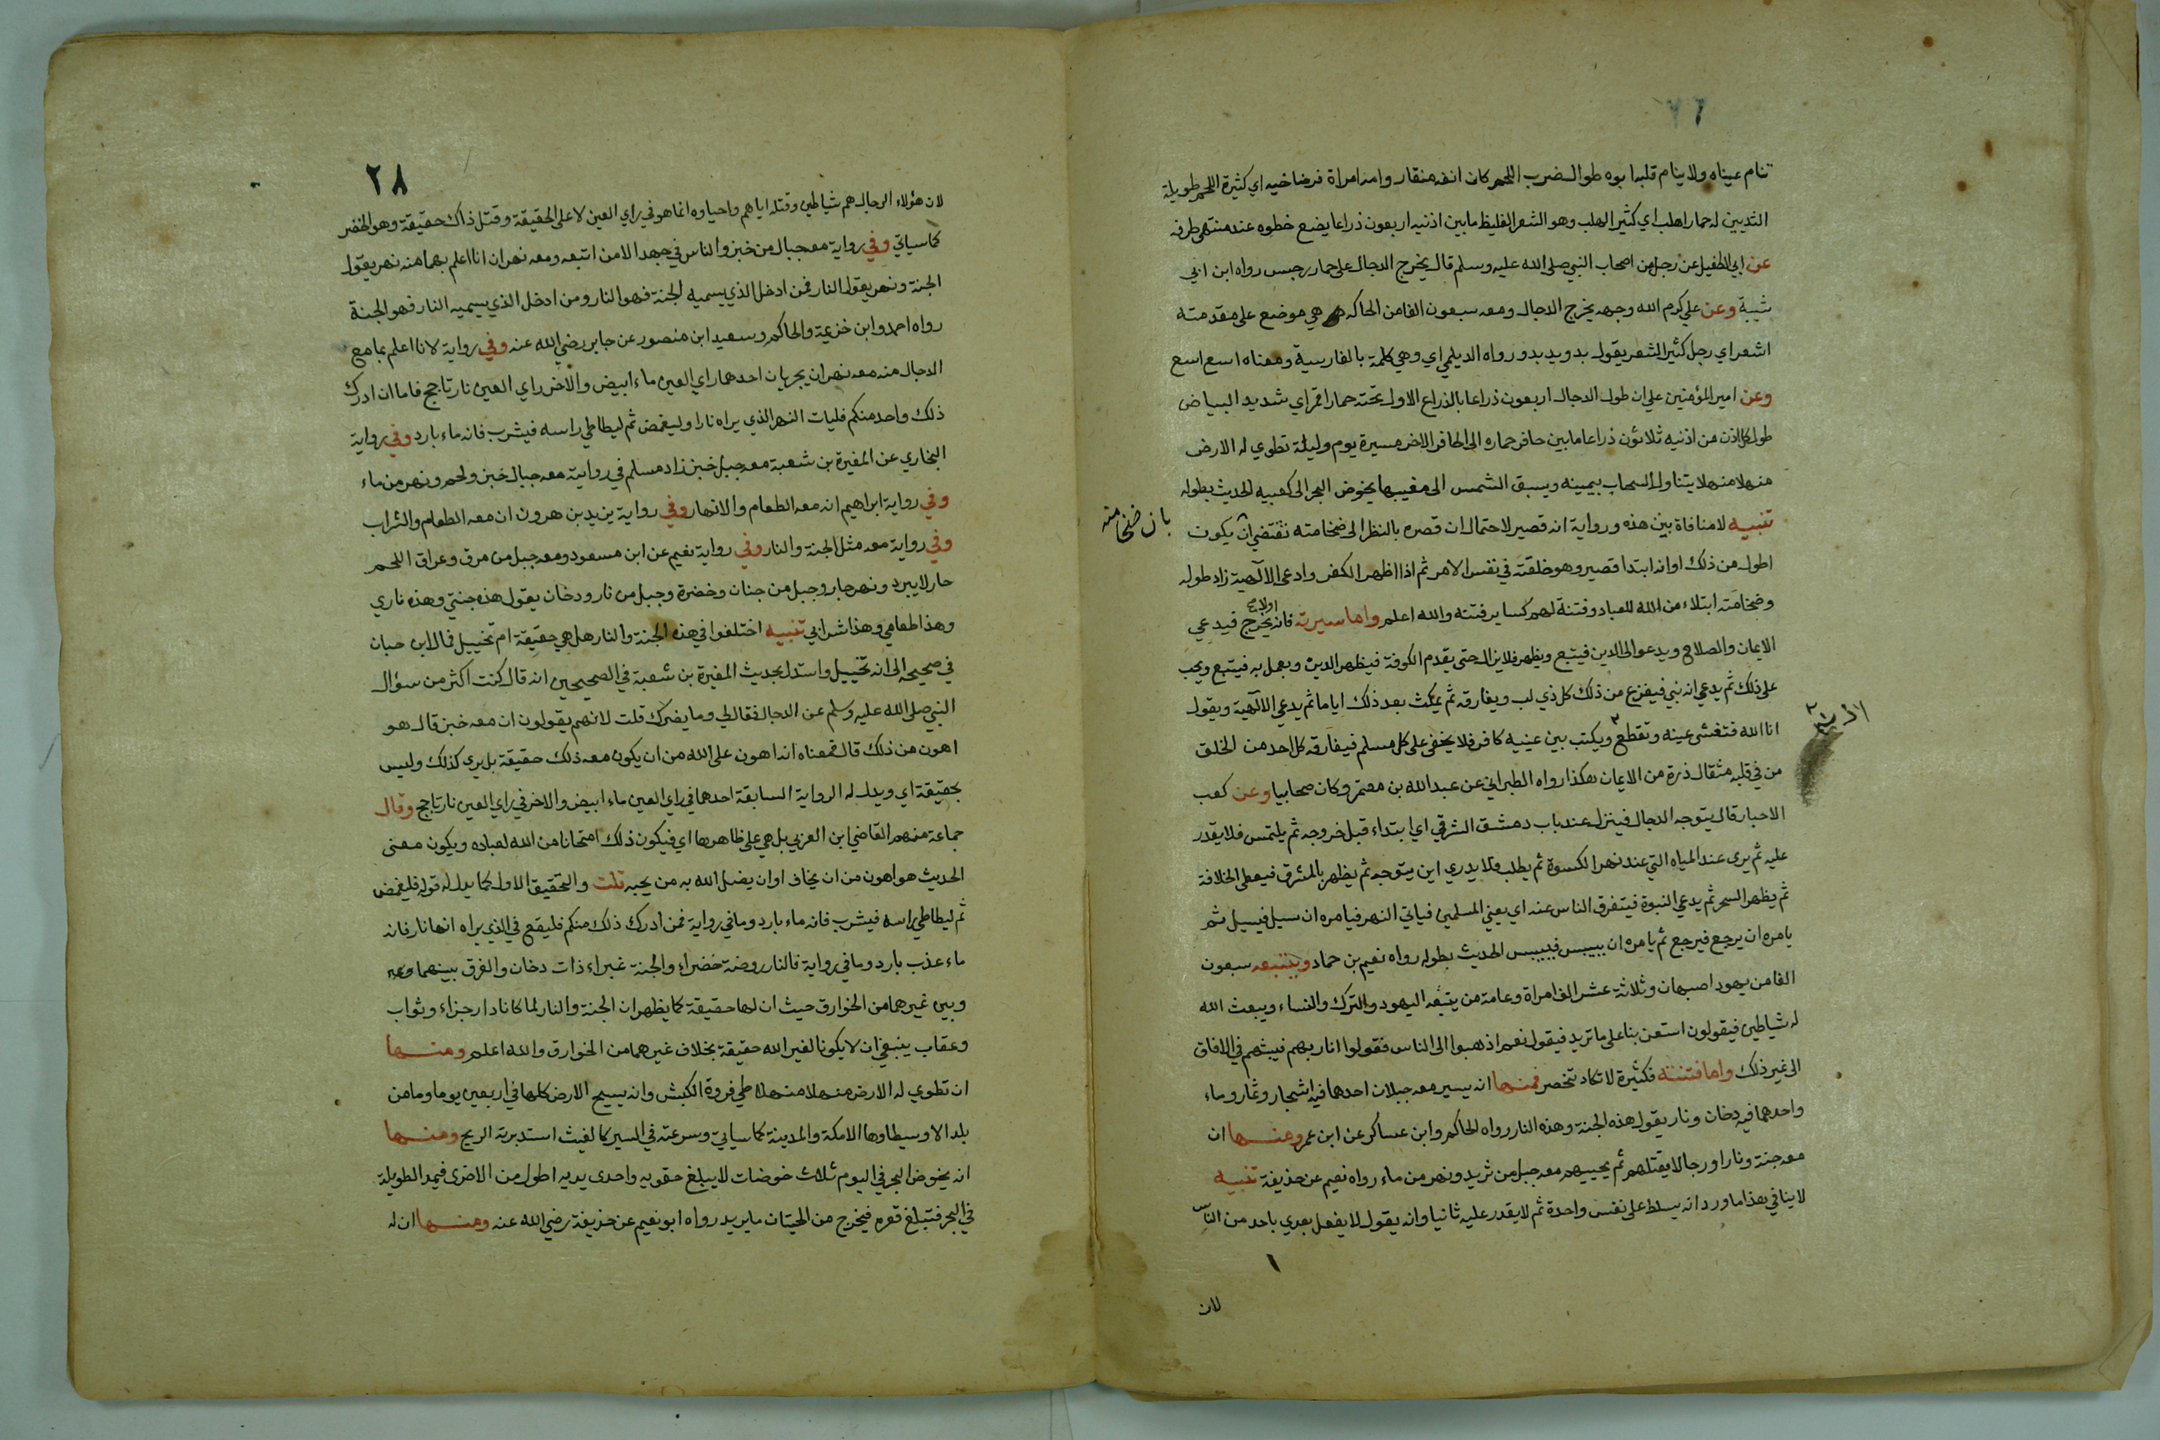 تنام عيناه ولا ينام قلبه ابوه طوال ضرب اللحم كان انفه منقار وامه امراة فرضاخيه اي كثيرة اللحم طويلة
الثديين له حمار اهلب اي كثير الهلب وهو الشعر الغليظ ما بين اذنيه اربعون ذراعا يضع خطوه عند منتهى طرفه
عن ابي الطفيل عن رجل من اصحاب النبي صلى الله عليه وسلم قال يخرج الدجال على حمار رجس رواه ابن ابي
شيبة وعن علي كرم الله وجهه يخرج الدجال ومعه سبعون الفا من الحاكه هي موضع على مقدمته
اشعر اي رجل كثير الشعر يقول بدو بدو رواه الديلمي اي وهي كلمة بالفارسية ومعناه اسع اسع
وعن امير المؤمنين علي ان طول الدجال اربعون ذراعا بالذراع الاول تحته حمار اقمر اي شديد البياض
طول كل اذن من اذنيه ثلاثون ذراعا ما بين حافر حماره الى الحافر الاخر مسيرة يوم وليلة تطوي له الارض
منهلا منهلا يتناول السحاب بيمينه ويسبق الشمس الى مغيبها يخوض البحر الى كعبيه الحديث بطوله
تنبيه لا منافاة بين هذه ورواية انه قصير لاحتمال ان قصره بالنظر الى ضخامته تقتضي ان يكون
بان ضخامته
اطول من ذلك او انه ابتدا قصير وهو خلقته في نفس الامر ثم اذا اظهر الكفر وادعى الالهية زاد طوله
وضخامته ابتلاء من الله للعباد وفتنة لهم كساير فتنه والله اعلم واما سيرته فانه يخرج اولا فيدعي
الايمان والصلاح ويدعو الى الدين فيتبع ويظهر فلا يزال حتى يقدم الكوفة فيظهر الدين ويعمل به فيتبع ويحب
على ذلك ثم يدعي انه نبي فيفزع من ذلك كل ذي لب ويفارقه ثم يمكث بعد ذلك اياما ثم يدعي الالهية ويقول
انا الله فتغشى عينه وتقطع ويكتب بين عينيه كافر فلا يخفى على كل مسلم فيفارقه كل احد من الخلق
من في قلبه مثقال ذرة من الايمان هكذا رواه الطبراني عن عبد الله بن معتمر وكان صحابيا وعن كعب
الاحبار قال يتوجه الدجال فينزل عند باب دمشق الشرقي اي ابتداء قبل خروجه ثم يلتمس فلا يقدر
عليه ثم يرى عند المياه التي عند نهر الكسوة ثم يطلب فلا يدري اين يتوجه ثم يظهر بالمشرق فيعطى الخلافة
ثم يظهر السحر ثم يدعي النبوة فيتفرق الناس عنه اي يعني المسلمين فياتي النهر فيامره ان سيل فيسيل ثم
يامره ان يرجع فيرجع ثم يامره ان ييبس فييبس الحديث بطوله رواه نعيم بن حماد ويتبعه سبعون
الفا من يهود اصبهان وثلاثة عشر الف امراة وعامة من يتبعه اليهود والترك والنساء ويبعث الله
له شياطين فيقولون استعن بنا على ما تريد فيقول نعم اذهبوا الى الناس فقولوا انا ربهم فيبثهم في الافاق
الى غير ذلك واما فتنته فكثيرة لا تكاد تنحصر فمنها انه يسير معه جبلان احدهما فيه اشجار وثمار وماء
واحدهما فيه دخان ونار يقول هذه الجنة وهذه النار رواه الحاكم وابن عساكر عن ابن عمر ومنها ان
معه جنة ونارا ورجالا يقتلهم ثم يحييهم معه جبل من ثريد ونهر من ماء رواه نعيم عن حذيفة تنبيه
لا ينافي هذا ما ورد انه يسلط على نفس واحدة ثم لا يقدر عليه ثانيا وانه يقول لا يفعل بعدي باحد من الناس
لان
٢٨
لان هؤلاء الرجال هم شياطين وقتله اياهم واحياوه انما هو في راي العين لا على الحقيقة وقتل ذاك حقيقة وهو الخضر
كما سياتي وفي رواية معه جبال من خبز والناس في جهد الا من اتبعه ومعه نهران انا اعلم بهما منه نهر يقول
الجنة ونهر يقول النار فمن ادخل الذي يسميه الجنة فهو النار ومن ادخل الذي يسميه النار فهو الجنة
رواه احمد وابن خزيمة والحاكم وسعيد ابن منصور عن جابر رضي الله عنه وفي رواية لانا اعلم بما مع
الدجال منه معه نهران يجريان احدهما راي العين ماء ابيض والاخر راي العين نار تاجج فاما ان ادرك
ذلك واحد منكم فليات النهر الذي يراه نارا وليغمض ثم ليطاطي راسه فيشرب فانه ماء بارد وفي رواية
البخاري عن المغيرة بن شعبة معه جبل خبز زاد مسلم في رواية معه جبال خبز ولحم ونهر من ماء
وفي رواية ابراهيم انه معه الطعام والانهار وفي رواية يزيد بن هرون ان معه الطعام والشراب
وفي رواية معه مثل الجنة والنار وفي رواية نعيم عن ابن مسعود ومعه جبل من مرق وعراق اللحم
حار لا يبرد ونهر جار وجبل من جنان وخضرة وجبل من نار ودخان يقول هذه جنتي وهذه ناري
وهذا طعامي وهذا شرابي تنبيه اختلفوا في هذه الجنة والنار هل هي حقيقة ام تخييل فمال ابن حبان
في صحيحه الى انه تخييل واستدل بحديث المغيرة بن شعبة في الصحيحين انه قال كنت اكثر من سؤال
النبي صلى الله عليه وسلم عن الدجال فقال لي وما يضرك قلت لانهم يقولون ان معه خبز قال هو
اهون من ذلك قال فمعناه انه اهون على الله من ان يكون معه ذلك حقيقة بل يرى كذلك وليس
بحقيقة اي ويدل له الرواية السابقة احدهما في راي العين ماء ابيض والاخر في راي العين نار تاجج وقال
جماعة منهم القاضي ابن العربي بل هي على ظاهرها اي فيكون ذلك امتحانا من الله لعباده ويكون معنى
الحديث هو اهون من ان يخاف او ان يضل الله به من يحبه قلت والتحقيق الاول كما يدل له قوله فليغمض
ثم ليطاطي راسه فيشرب فانه ماء بارد وما في رواية فمن ادرك ذلك منكم فليقع في الذي يراه انها نار فانه
ماء عذب بارد وما في رواية فالنار روضة خضراء والجنة غبراء ذات دخان والفرق بينهما
وبين غيرهما من الخوارق حيث ان لها حقيقة كما يظهر ان الجنة والنار لما كانا دار جزاء وثواب
وعقاب ينبغي ان لا يكونا لغير الله حقيقة بخلاف غيرهما من الخوارق والله اعلم ومنها
ان تطوي له الارض منهلا منهلا طي فروة الكبش وانه يسيح الارض كلها في اربعين يوما وما من
بلد الا وسيطاوها الا مكة والمدينة كما سياتي وسرعته في السير كالغيث استدبرته الريح ومنها
انه يخوض البحر في اليوم ثلاث خوضات لا يبلغ حقويه واحدى يديه اطول من الاخرى فيمد الطويلة
في البحر فتبلغ قعره فيخرج من الحيتان ما يريد رواه ابو نعيم عن حذيفة رضي الله عنه ومنها ان له